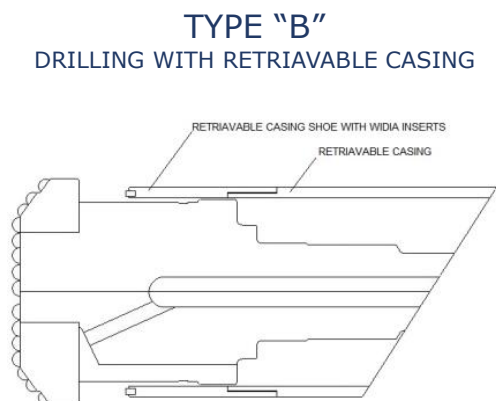 TYPE “B”
DRILLING WITH RETRIAVABLE CASING
RETRIAVABLE CASING SHOE WITH WIDIA INSERTS
RETRIAVABLE CASING